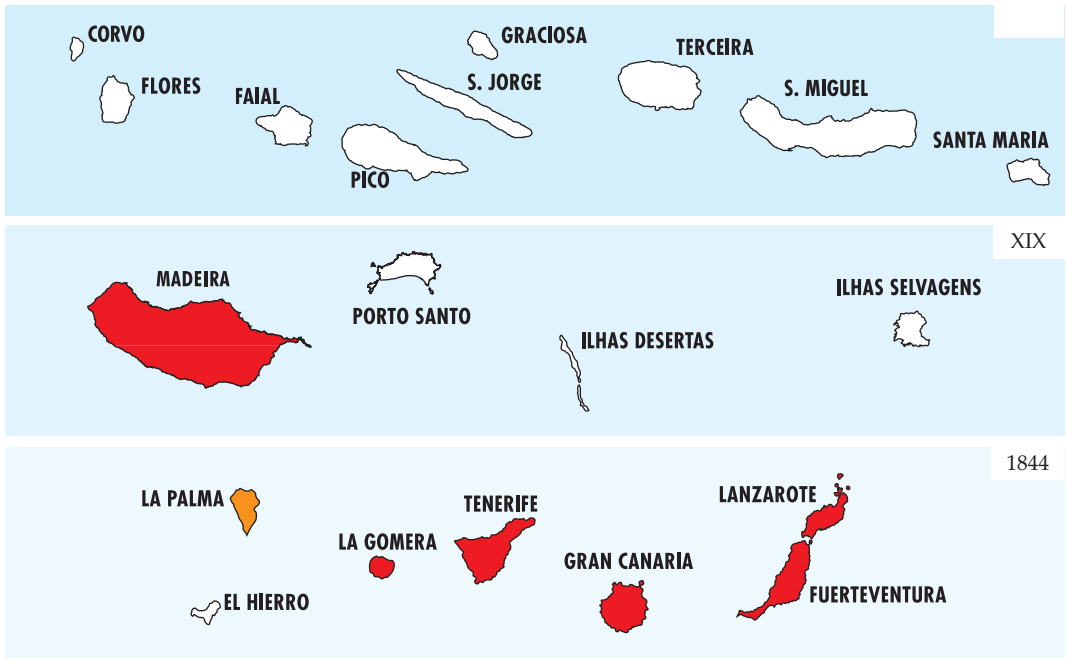 CORVO
FLORES
FAIAL
PICO
GRACIOSA
S. JORGE
TERCEIRA
S. MIGUEL
SANTA MARIA
XIX
MADEIRA
PORTO SANTO
ILHAS DESERTAS
ILHAS SELVAGENS
1844
LA PALMA
EL HIERRO
LA GOMERA
TENERIFE
GRAN CANARIA
LANZAROTE
FUERTEVENTURA